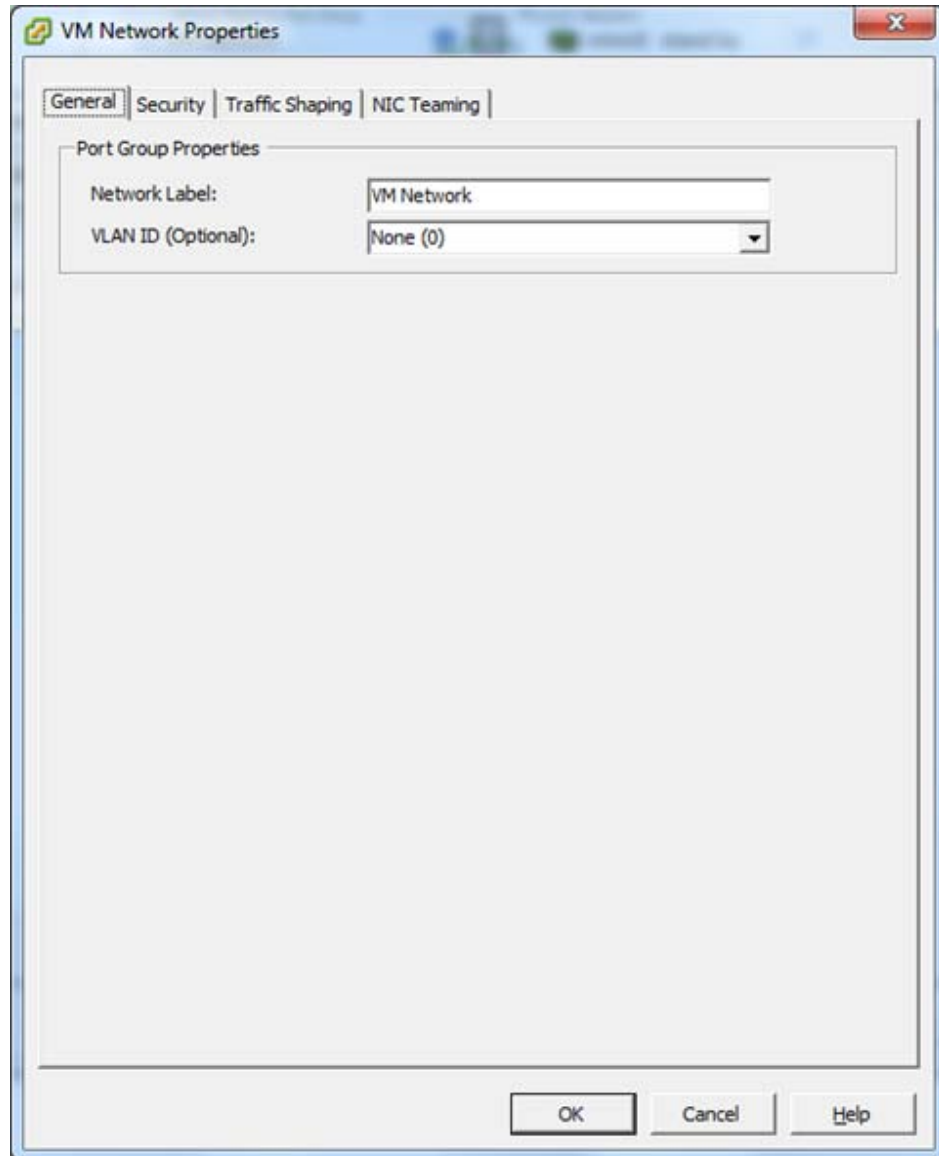 VM Network Properties
General Security Traffic Shaping NIC Teaming
Port Group Properties
Network Label: VM Network
VLAN ID (Optional): None (0)
OK Cancel Help